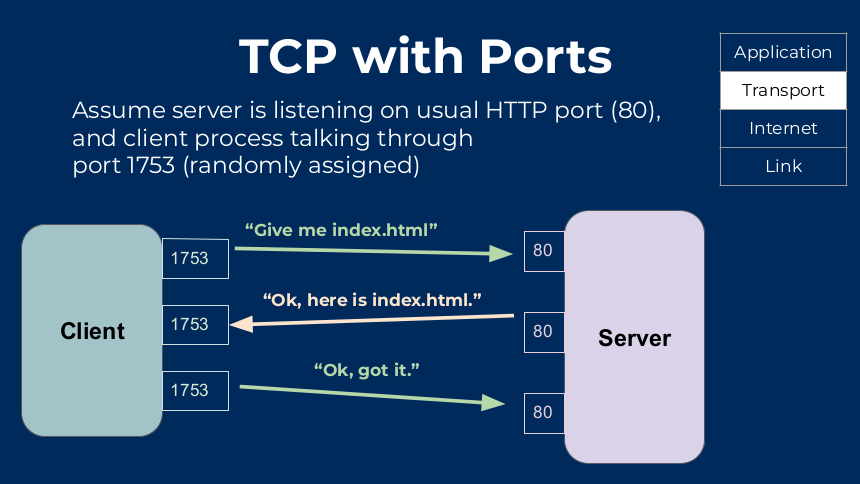 TCP with Ports
Assume server is listening on usual HTTP port (80),
and client process talking through
port 1753 (randomly assigned)
Application
Transport
Internet
Link
“Give me index.html”
1753
80
“Ok, here is index.html.”
1753
80
Client
Server
“Ok, got it.”
1753
80